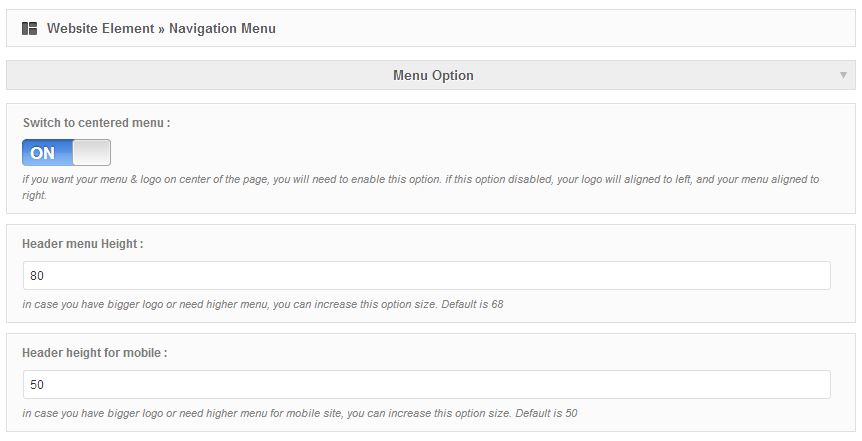 Website Element » Navigation Menu
Menu Option
Switch to centered menu :
ON
if you want your menu & logo on center of the page, you will need to enable this option. if this option disabled, your logo will aligned to left, and your menu aligned to
right.
Header menu Height :
80
in case you have bigger logo or need higher menu, you can increase this option size. Default is 68
Header height for mobile :
50
in case you have bigger logo or need higher menu for mobile site, you can increase this option size. Default is 50